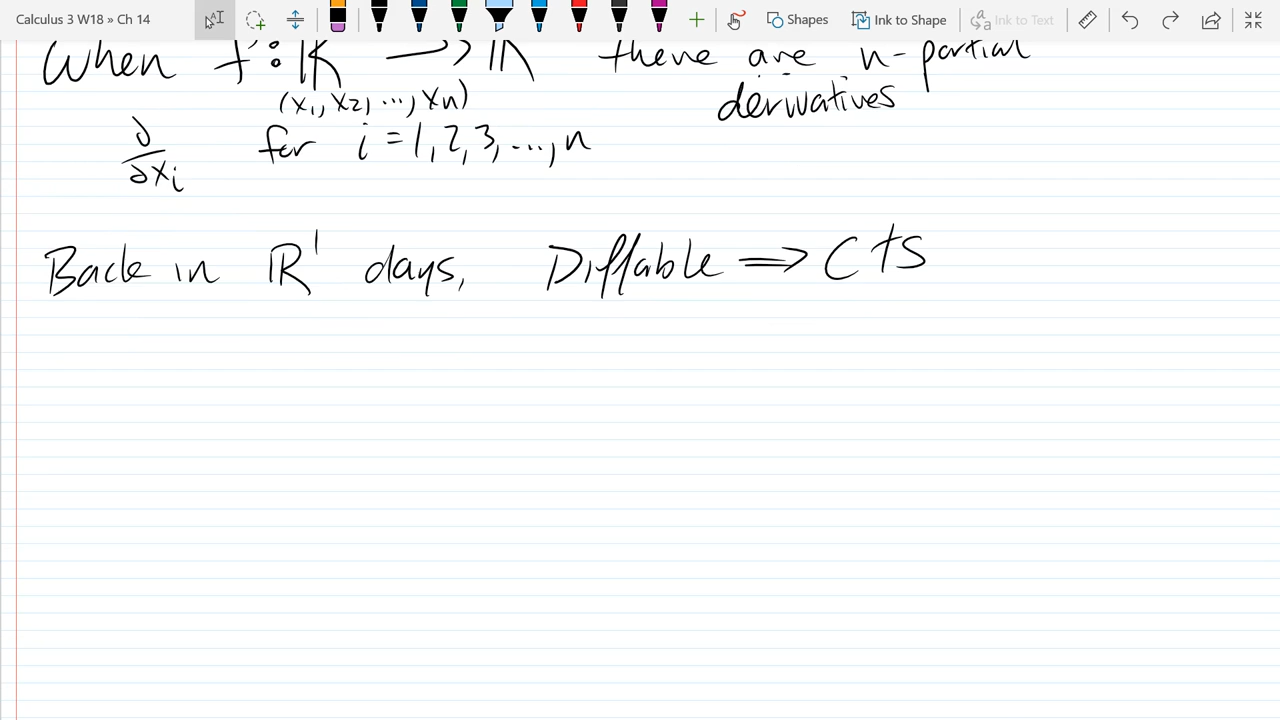 Calculus 3 W18 » Ch 14
Shapes
Ink to Shape
Ink to Text
When f: ℝ → ℝ there are n-partial
(x₁, x₂, ..., xn) derivatives
∂/∂xᵢ for i = 1, 2, 3, ..., n
Back in ℝ¹ days, Diffable ⟹ Cts